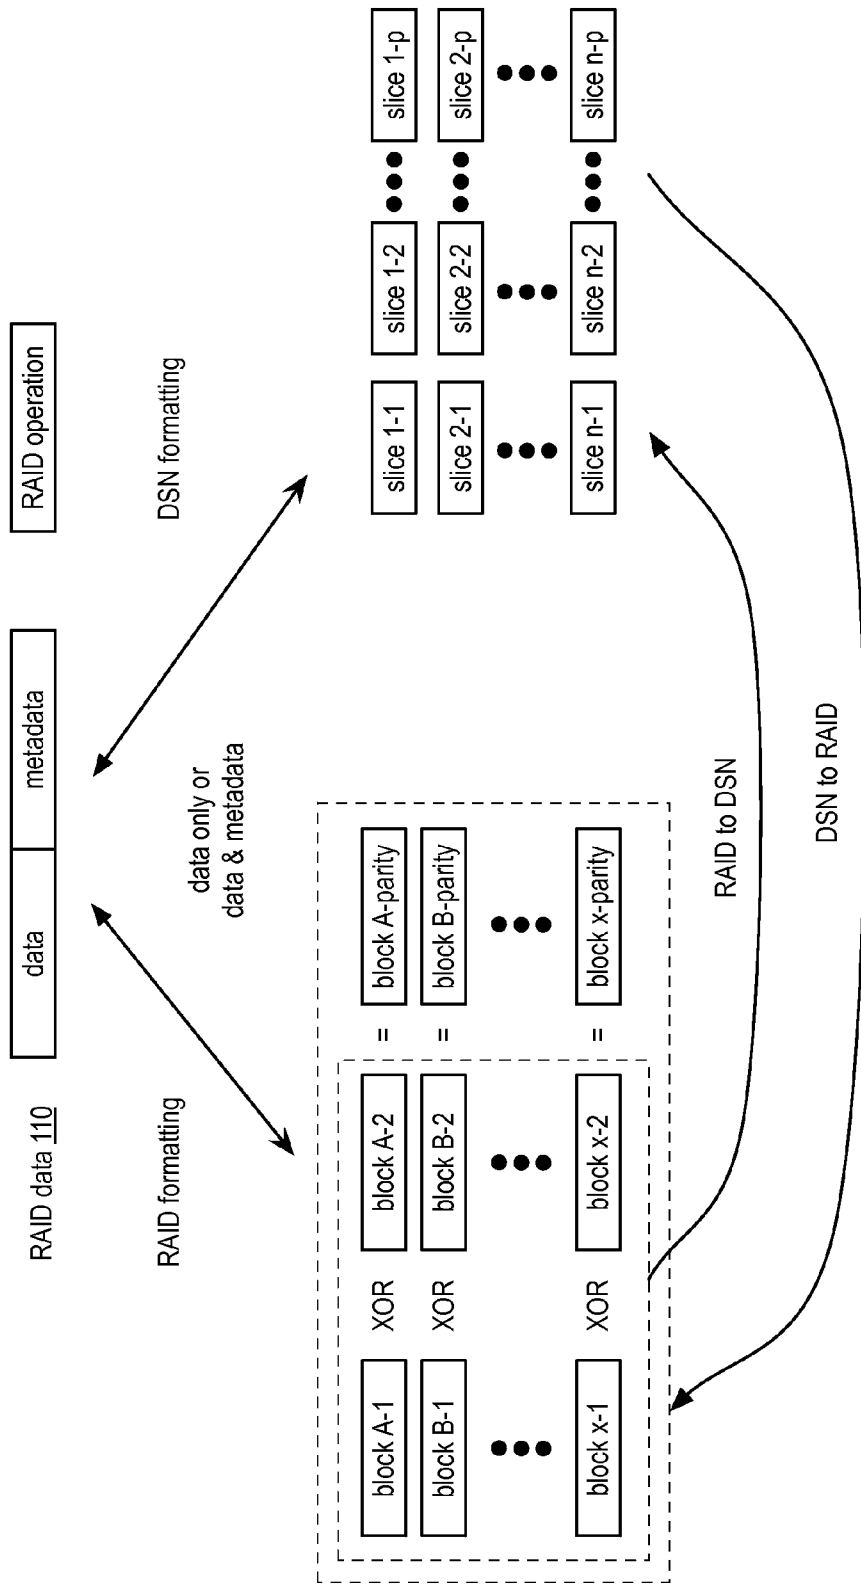 RAID data 110
data
metadata
RAID operation
RAID formatting
data only or
data & metadata
DSN formatting
block A-1 XOR block A-2 = block A-parity
block B-1 XOR block B-2 = block B-parity
block x-1 XOR block x-2 = block x-parity
slice 1-1 slice 1-2 slice 1-p
slice 2-1 slice 2-2 slice 2-p
slice n-1 slice n-2 slice n-p
RAID to DSN
DSN to RAID